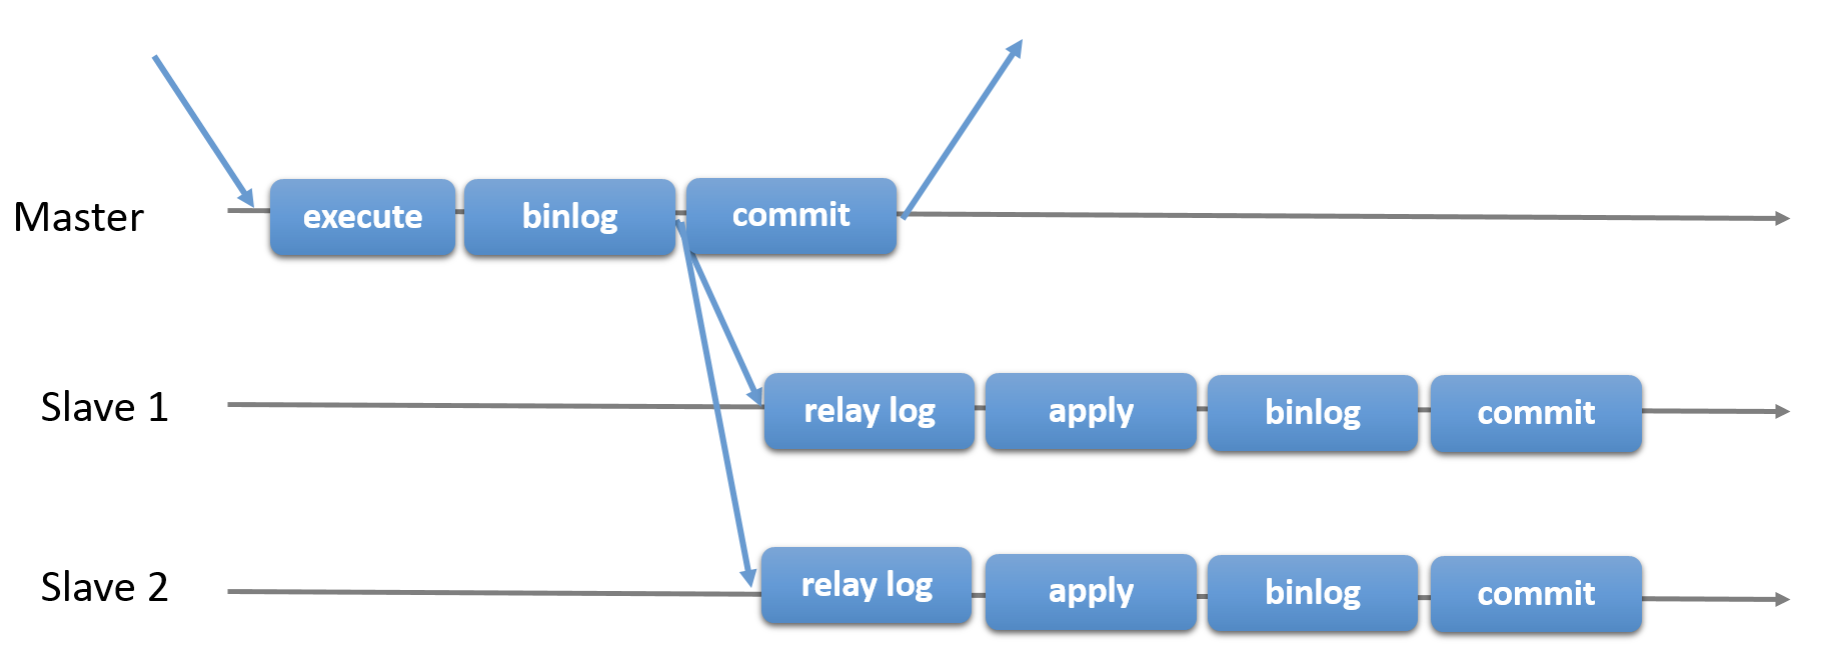 Master
execute
binlog
commit
Slave 1
relay log
apply
binlog
commit
Slave 2
relay log
apply
binlog
commit